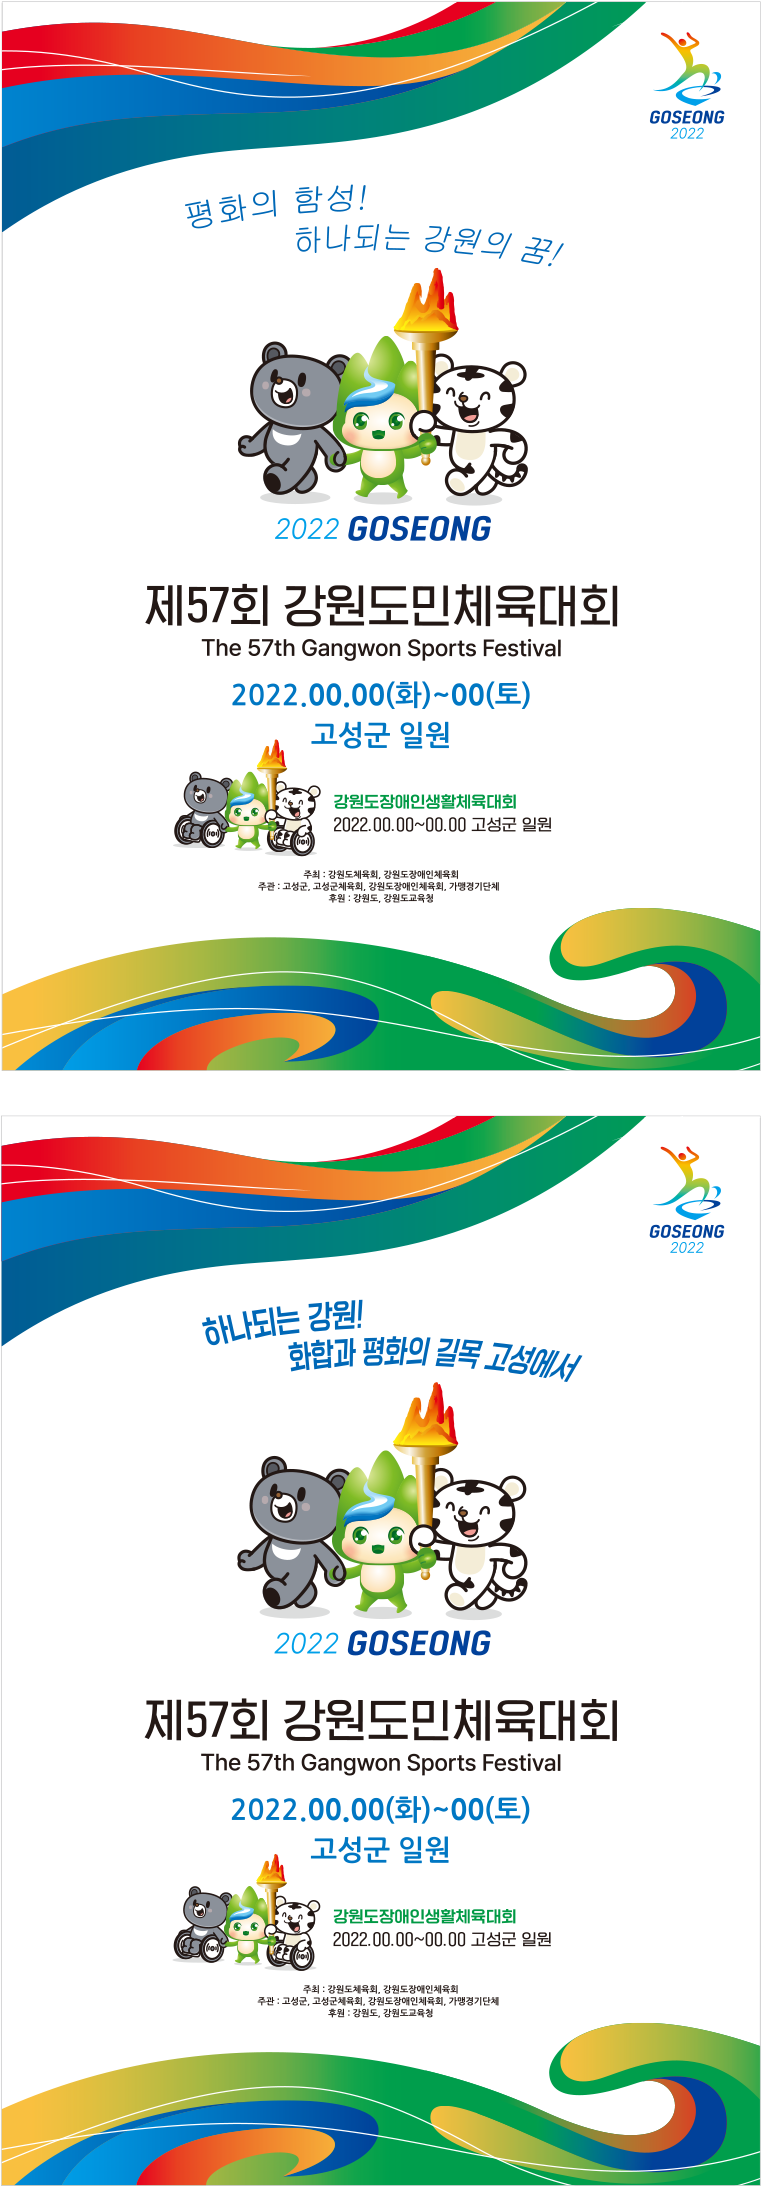 GOSEONG
2022
평화의 함성!
하나되는 강원의 꿈!
2022 GOSEONG
제57회 강원도민체육대회
The 57th Gangwon Sports Festival
2022.00.00(화)~00(토)
고성군 일원
강원도장애인생활체육대회
2022.00.00~00.00 고성군 일원
주최 : 강원도체육회, 강원도장애인체육회
주관 : 고성군, 고성군체육회, 강원도장애인체육회, 가맹경기단체
후원 : 강원도, 강원도교육청
GOSEONG
2022
하나되는 강원!
화합과 평화의 길목 고성에서
2022 GOSEONG
제57회 강원도민체육대회
The 57th Gangwon Sports Festival
2022.00.00(화)~00(토)
고성군 일원
강원도장애인생활체육대회
2022.00.00~00.00 고성군 일원
주최 : 강원도체육회, 강원도장애인체육회
주관 : 고성군, 고성군체육회, 강원도장애인체육회, 가맹경기단체
후원 : 강원도, 강원도교육청